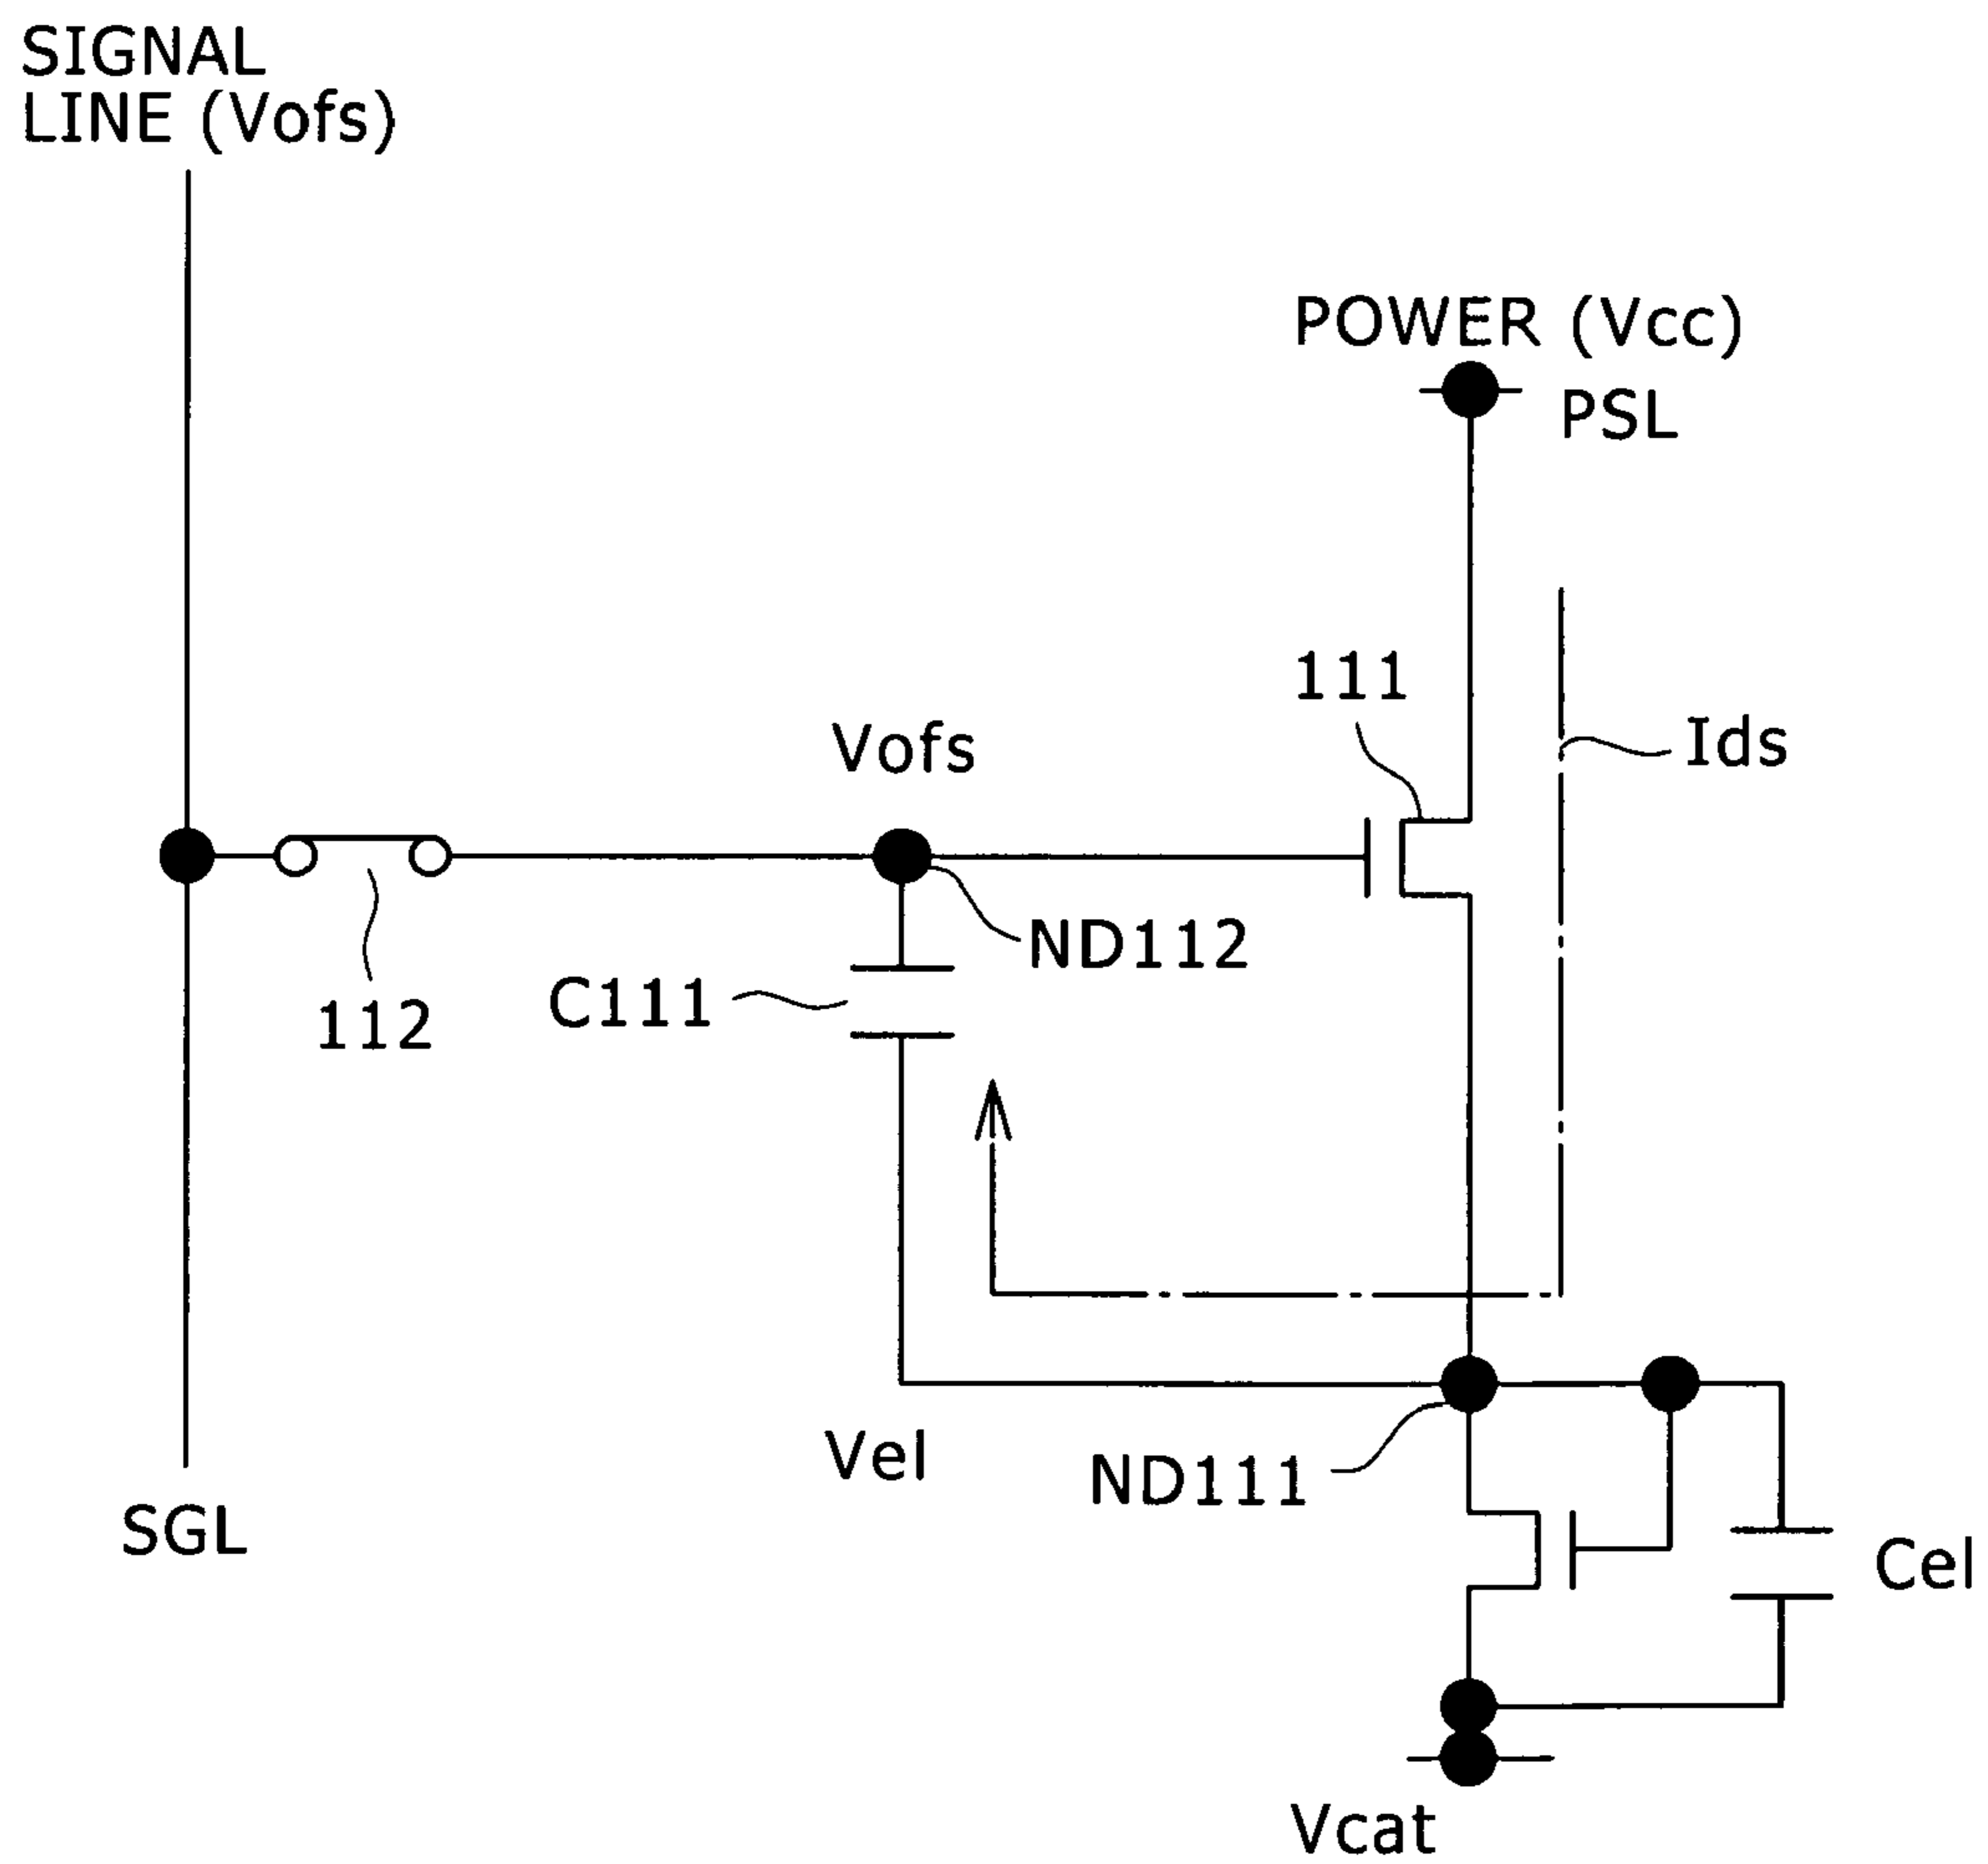 SIGNAL
LINE (Vofs)
POWER (Vcc)
PSL
111
Ids
Vofs
ND112
C111
112
Vel
ND111
SGL
Cel
Vcat